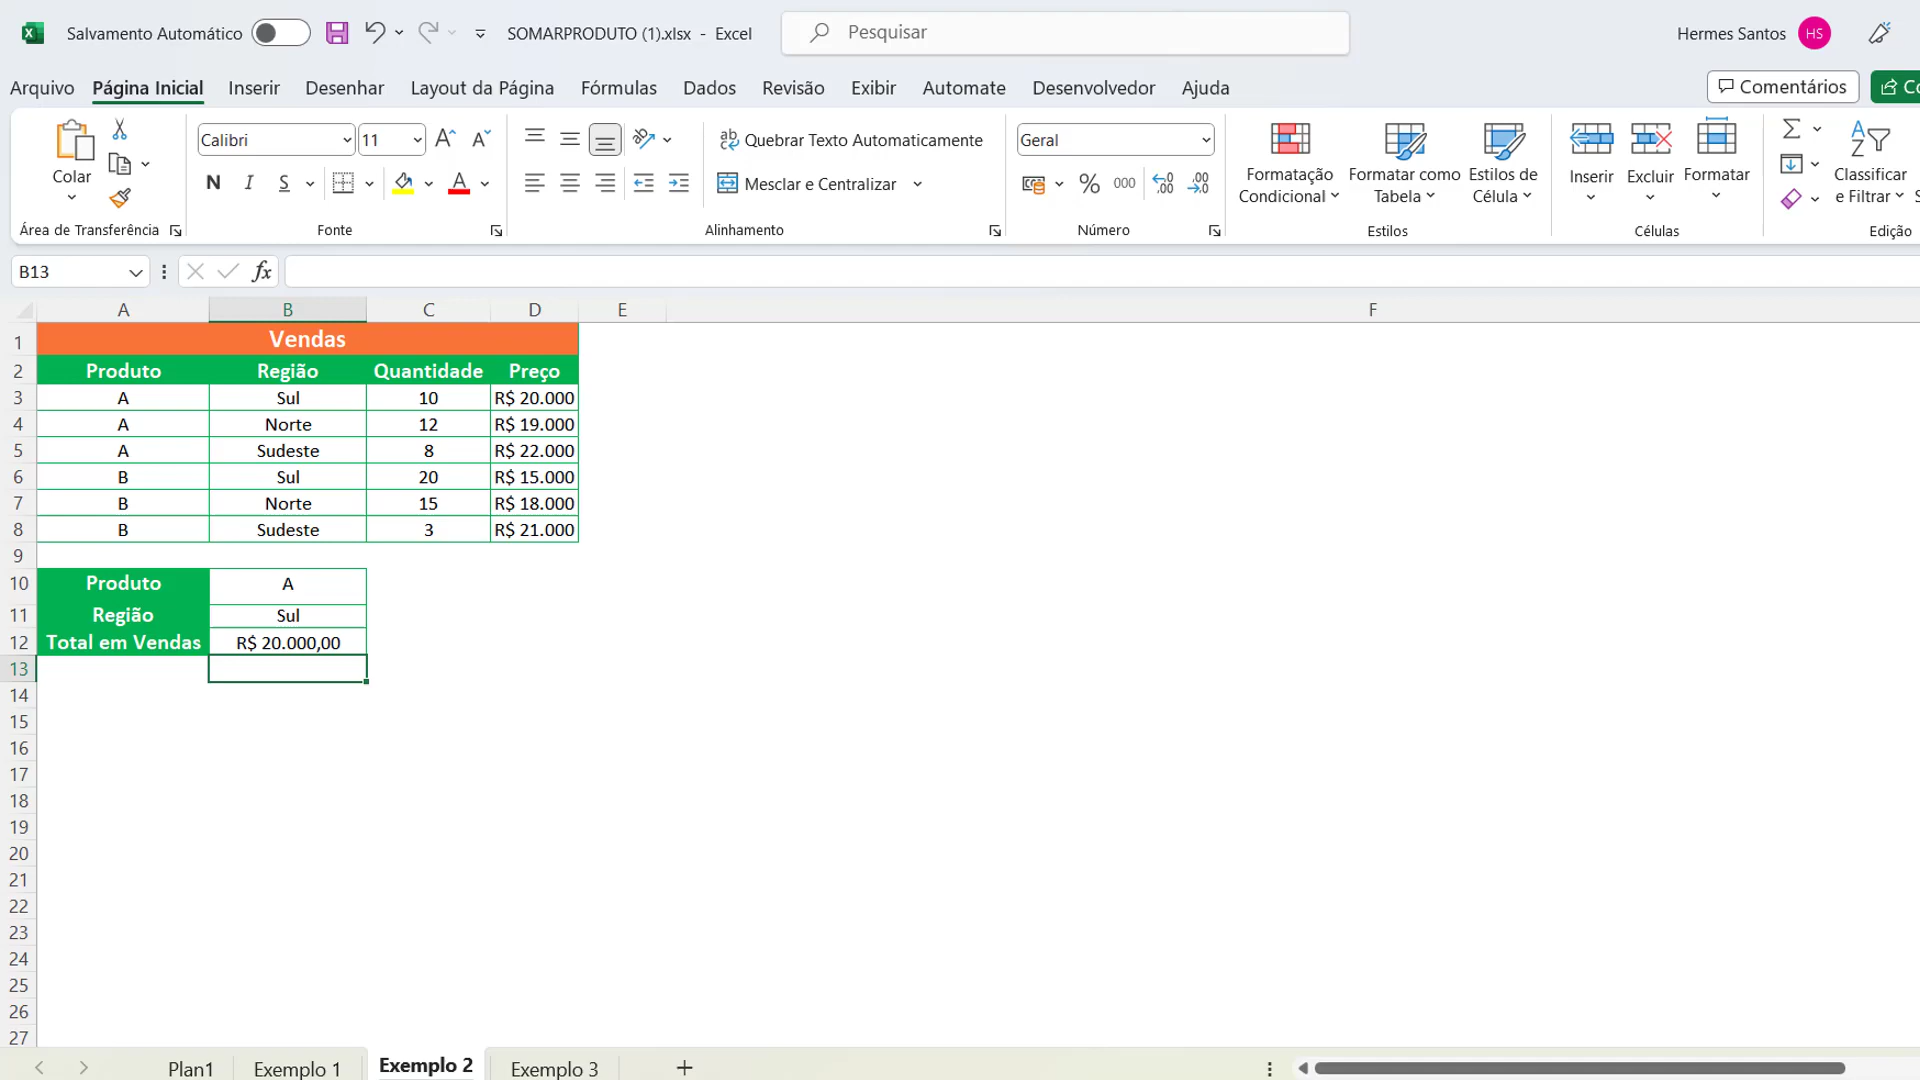 Salvamento Automático SOMARPRODUTO (1).xlsx - Excel Pesquisar Hermes Santos HS
Arquivo Página Inicial Inserir Desenhar Layout da Página Fórmulas Dados Revisão Exibir Automate Desenvolvedor Ajuda Comentários Co
Colar
Área de Transferência
Calibri 11
N I S A
Fonte
Quebrar Texto Automaticamente
Mesclar e Centralizar
Alinhamento
Geral
% 000
Número
Formatação Condicional
Formatar como Tabela
Estilos de Célula
Estilos
Inserir Excluir Formatar
Células
Classificar e Filtrar
Edição
B13 fx
A B C D E F
1 Vendas
2 Produto Região Quantidade Preço
3 A Sul 10 R$ 20.000
4 A Norte 12 R$ 19.000
5 A Sudeste 8 R$ 22.000
6 B Sul 20 R$ 15.000
7 B Norte 15 R$ 18.000
8 B Sudeste 3 R$ 21.000
9
10 Produto A
11 Região Sul
12 Total em Vendas R$ 20.000,00
13
14
15
16
17
18
19
20
21
22
23
24
25
26
27
Plan1 Exemplo 1 Exemplo 2 Exemplo 3